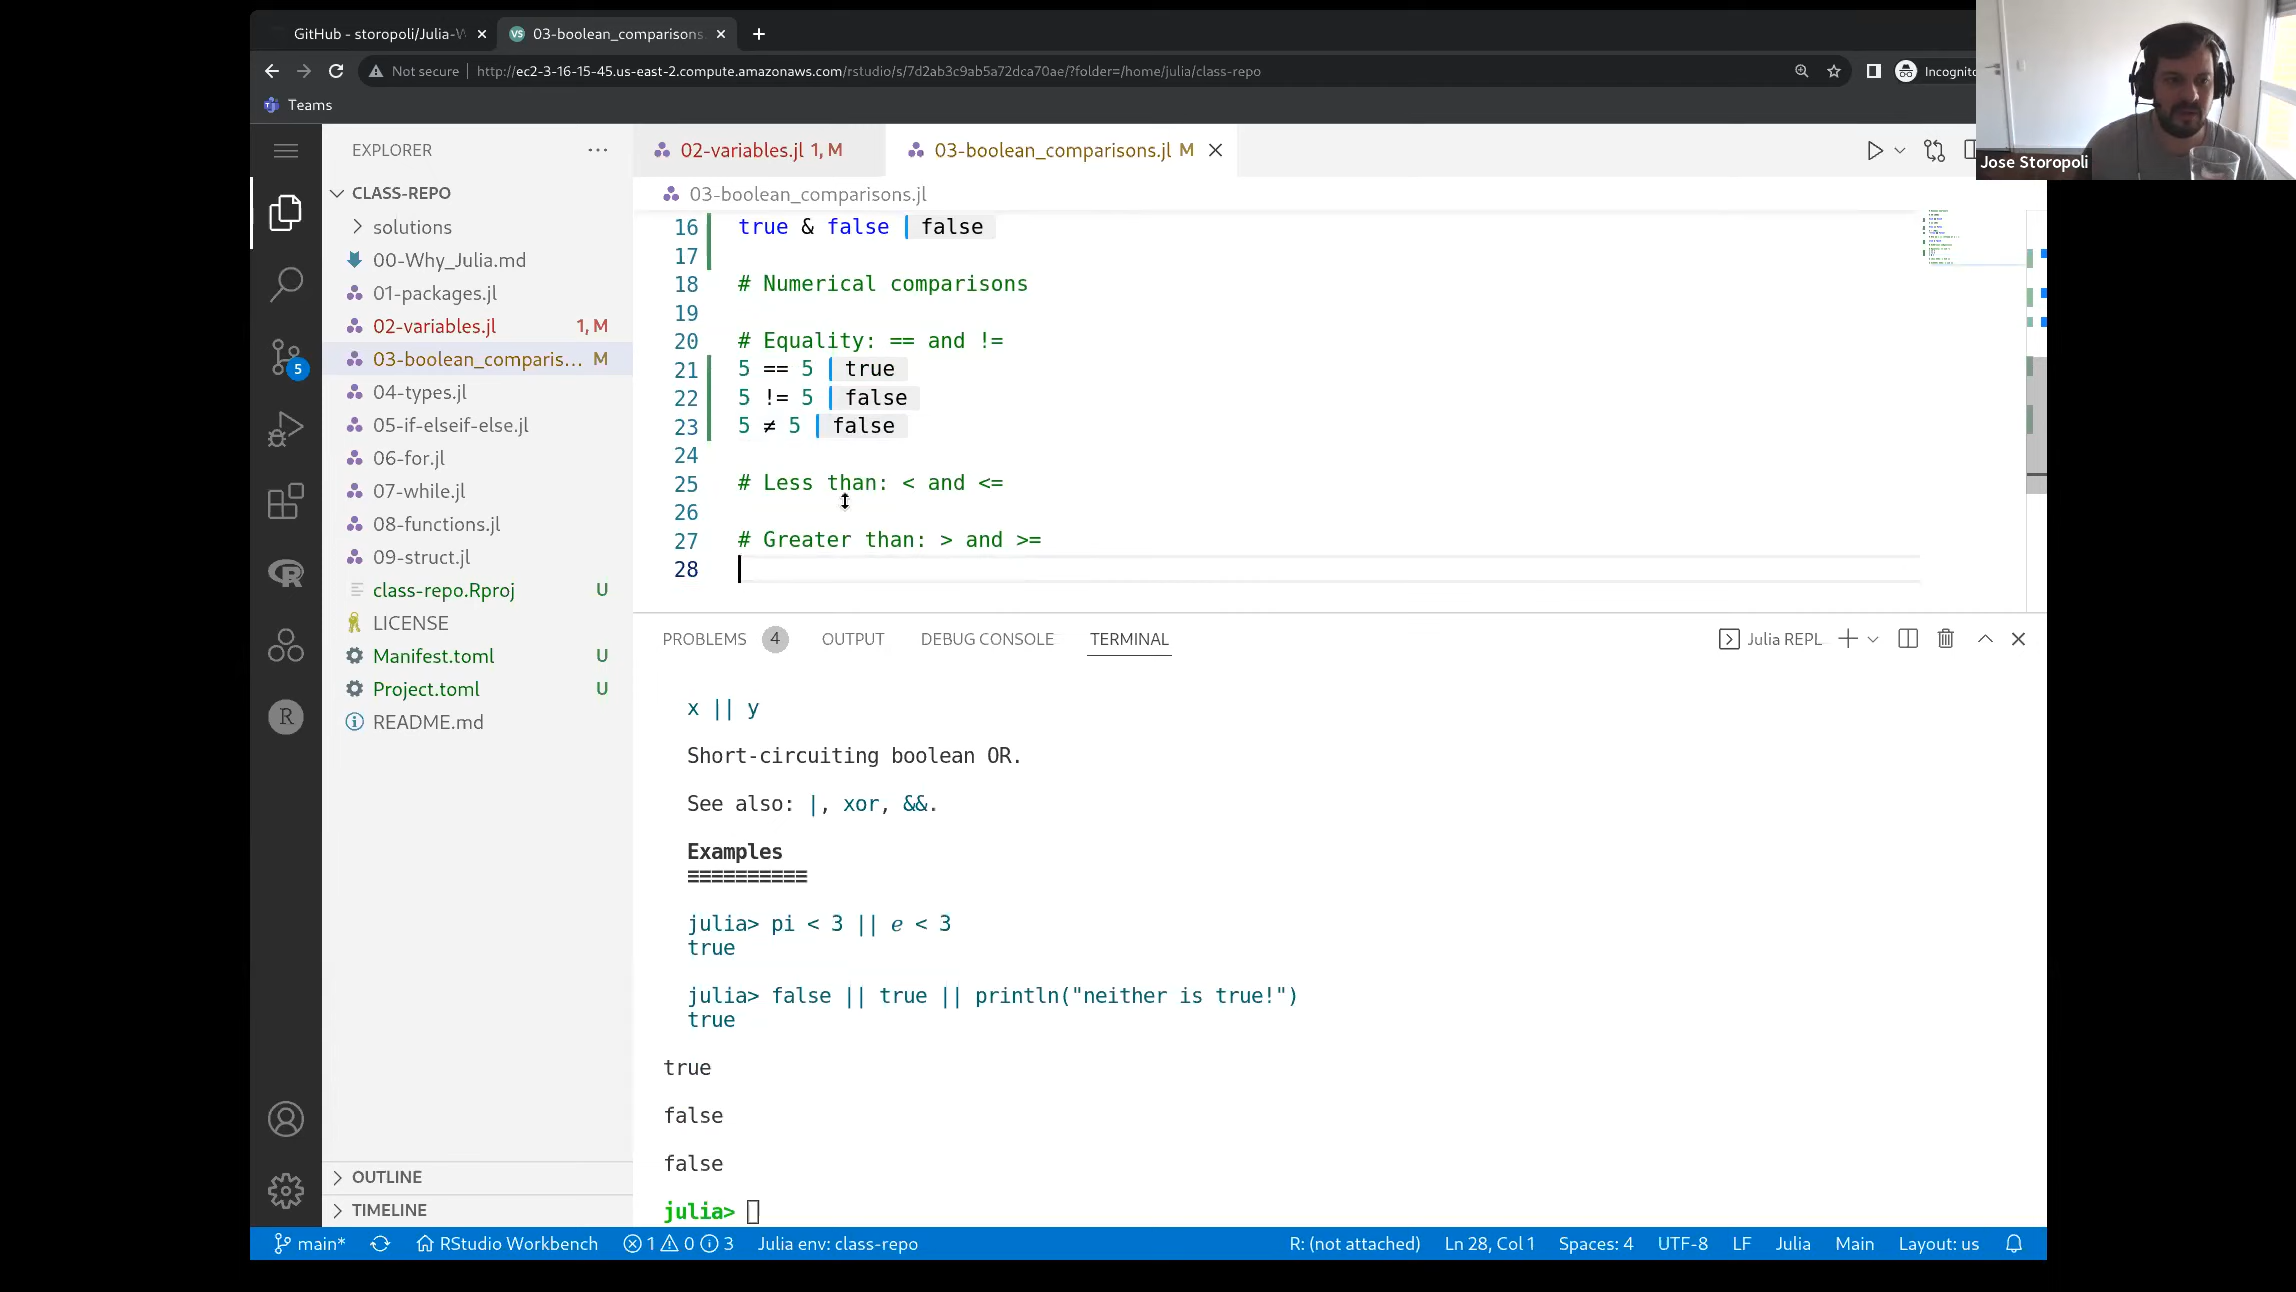 GitHub - storopoli/Julia-W
03-boolean_comparisons.
Not secure
http://ec2-3-16-15-45.us-east-2.compute.amazonaws.com/rstudio/s/7d2ab3c9ab5a72dca70ae/?folder=/home/julia/class-repo
Incognito
Teams
Jose Storopoli
EXPLORER
02-variables.jl 1, M
03-boolean_comparisons.jl M
CLASS-REPO
solutions
00-Why_Julia.md
01-packages.jl
02-variables.jl 1, M
03-boolean_comparis... M
04-types.jl
05-if-elseif-else.jl
06-for.jl
07-while.jl
08-functions.jl
09-struct.jl
class-repo.Rproj U
LICENSE
Manifest.toml U
Project.toml U
README.md
OUTLINE
TIMELINE
5
R
R
03-boolean_comparisons.jl
16 true & false false
17
18 # Numerical comparisons
19
20 # Equality: == and !=
21 5 == 5 true
22 5 != 5 false
23 5 ≠ 5 false
24
25 # Less than: < and <=
26
27 # Greater than: > and >=
28
PROBLEMS 4 OUTPUT DEBUG CONSOLE TERMINAL
Julia REPL
x || y
Short-circuiting boolean OR.
See also: |, xor, &&.
Examples
≡≡≡≡≡≡≡≡≡≡
julia> pi < 3 || ℯ < 3
true
julia> false || true || println("neither is true!")
true
true
false
false
julia>
main* RStudio Workbench 1 0 3 Julia env: class-repo R: (not attached) Ln 28, Col 1 Spaces: 4 UTF-8 LF Julia Main Layout: us